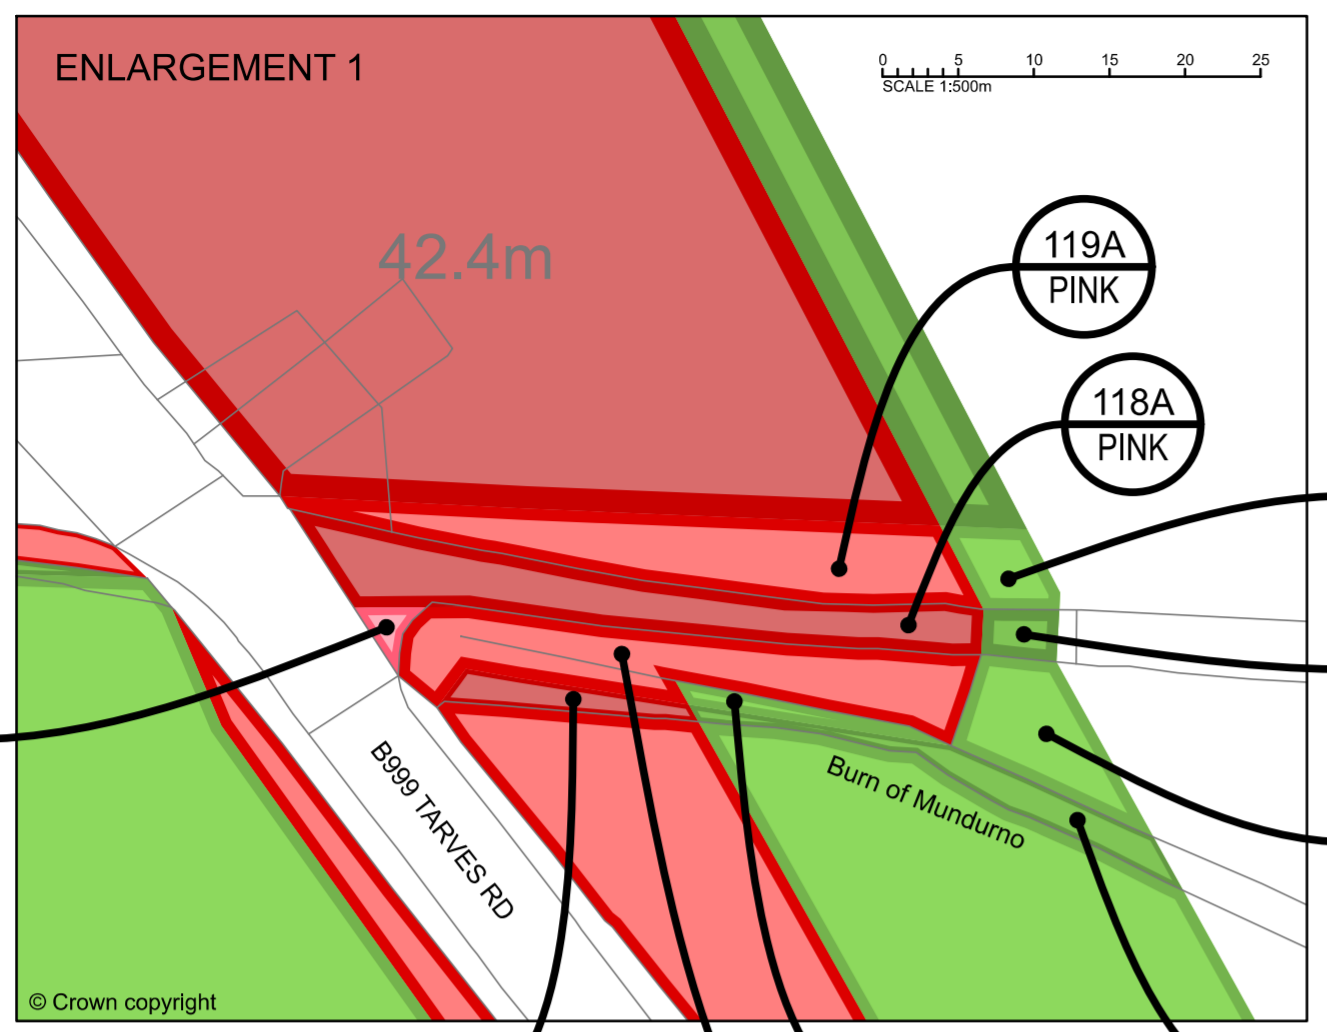 ENLARGEMENT 1
0 5 10 15 20 25
SCALE 1:500m
42.4m
119A
PINK
118A
PINK
B999 TARVES RD
Burn of Mundurno
© Crown copyright